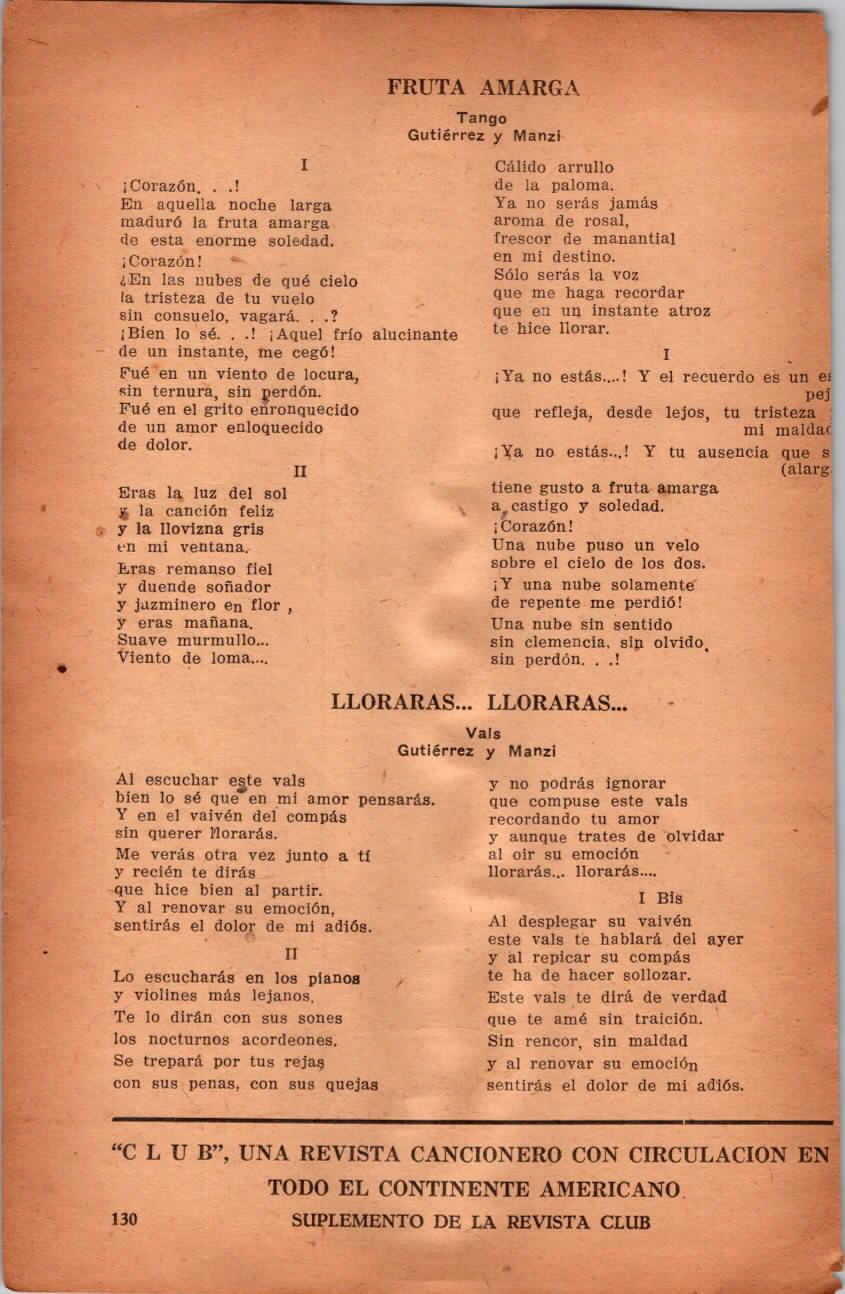 FRUTA AMARGA
Tango
Gutiérrez y Manzi
I
¡Corazón. . .!
En aquella noche larga
maduró la fruta amarga
de esta enorme soledad.
¡Corazón!
¿En las nubes de qué cielo
la tristeza de tu vuelo
sin consuelo, vagará. . .?
¡Bien lo sé. . .! ¡Aquel frío alucinante
de un instante, me cegó!
Fué en un viento de locura,
sin ternura, sin perdón.
Fué en el grito enronquecido
de un amor enloquecido
de dolor.
II
Eras la luz del sol
y la canción feliz
y la llovizna gris
en mi ventana.
Eras remanso fiel
y duende soñador
y jazminero en flor ,
y eras mañana.
Suave murmullo...
Viento de loma....
Cálido arrullo
de la paloma.
Ya no serás jamás
aroma de rosal,
frescor de manantial
en mi destino.
Sólo serás la voz
que me haga recordar
que en un instante atroz
te hice llorar.
I
¡Ya no estás....! Y el recuerdo es un es
pej
que refleja, desde lejos, tu tristeza
mi maldad
¡Ya no estás...! Y tu ausencia que s
(alarg
tiene gusto a fruta amarga
a castigo y soledad.
¡Corazón!
Una nube puso un velo
sobre el cielo de los dos.
¡Y una nube solamente
de repente me perdió!
Una nube sin sentido
sin clemencia, sin olvido,
sin perdón. . .!
LLORARAS... LLORARAS...
Vals
Gutiérrez y Manzi
Al escuchar este vals
bien lo sé que en mi amor pensarás.
Y en el vaivén del compás
sin querer llorarás.
Me verás otra vez junto a tí
y recién te dirás
que hice bien al partir.
Y al renovar su emoción,
sentirás el dolor de mi adiós.
II
Lo escucharás en los pianos
y violines más lejanos,
Te lo dirán con sus sones
los nocturnos acordeones.
Se trepará por tus rejas
con sus penas, con sus quejas
y no podrás ignorar
que compuse este vals
recordando tu amor
y aunque trates de olvidar
al oir su emoción
llorarás... llorarás....
I Bis
Al desplegar su vaivén
este vals te hablará del ayer
y al repicar su compás
te ha de hacer sollozar.
Este vals te dirá de verdad
que te amé sin traición.
Sin rencor, sin maldad
y al renovar su emoción
sentirás el dolor de mi adiós.
"C L U B", UNA REVISTA CANCIONERO CON CIRCULACION EN
TODO EL CONTINENTE AMERICANO.
130
SUPLEMENTO DE LA REVISTA CLUB